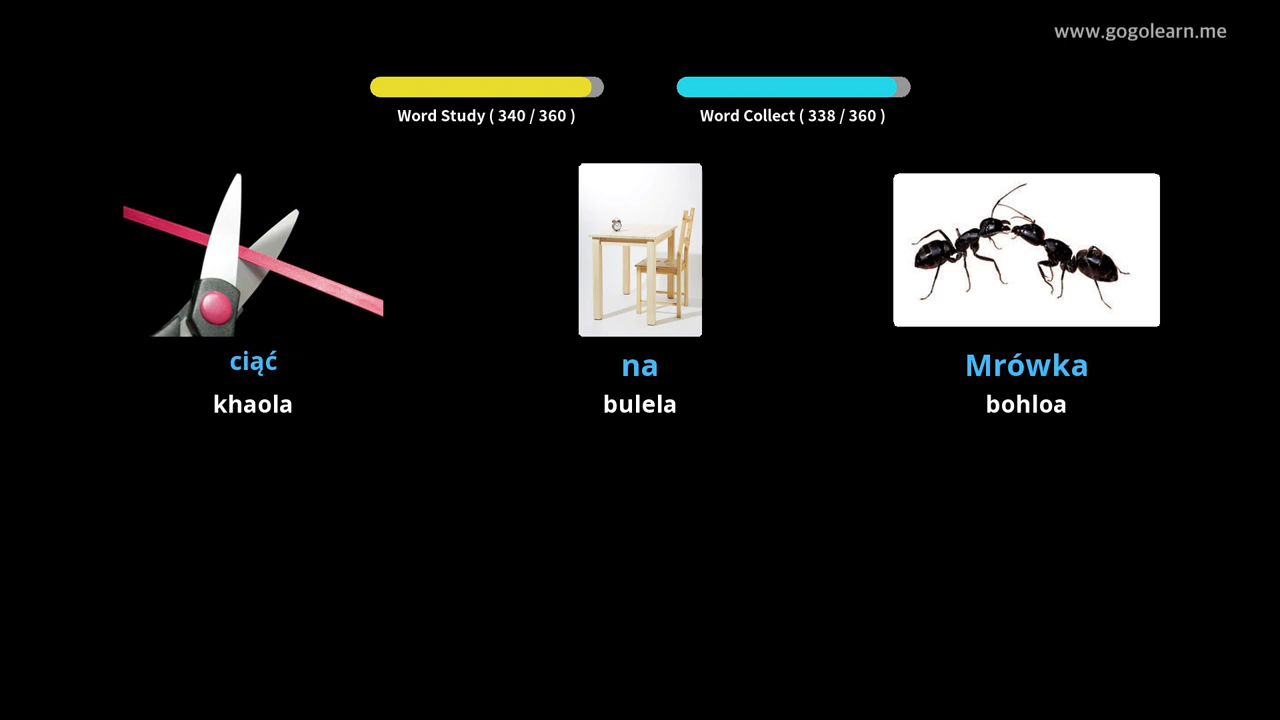 www.gogolearn.me
Word Study ( 340 / 360 )
Word Collect ( 338 / 360 )
ciąć
na
Mrówka
khaola
bulela
bohloa